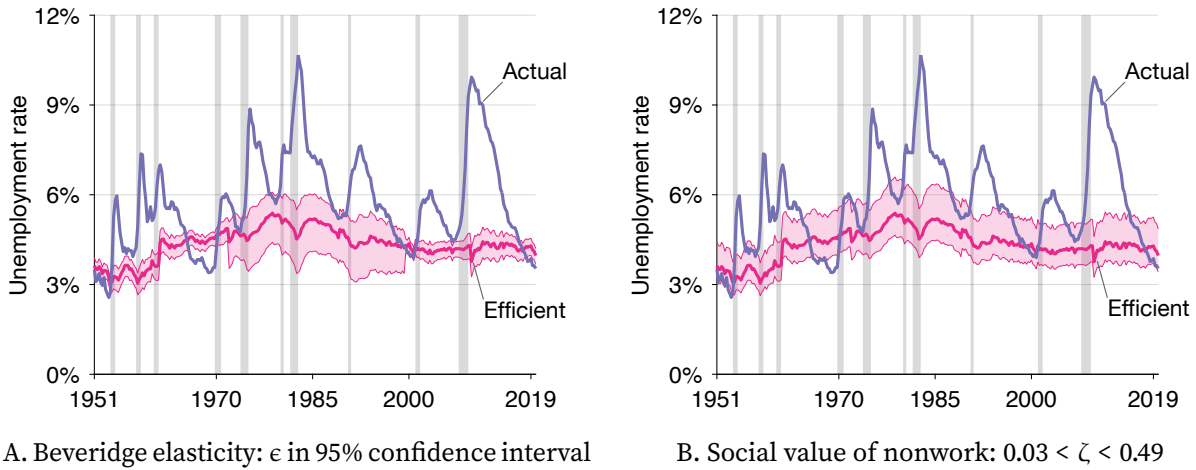 12%
9%
6%
3%
0%
Unemployment rate
Actual
Efficient
1951
1970
1985
2000
2019
A. Beveridge elasticity: ϵ in 95% confidence interval
12%
9%
6%
3%
0%
Unemployment rate
Actual
Efficient
1951
1970
1985
2000
2019
B. Social value of nonwork: 0.03 < ζ < 0.49